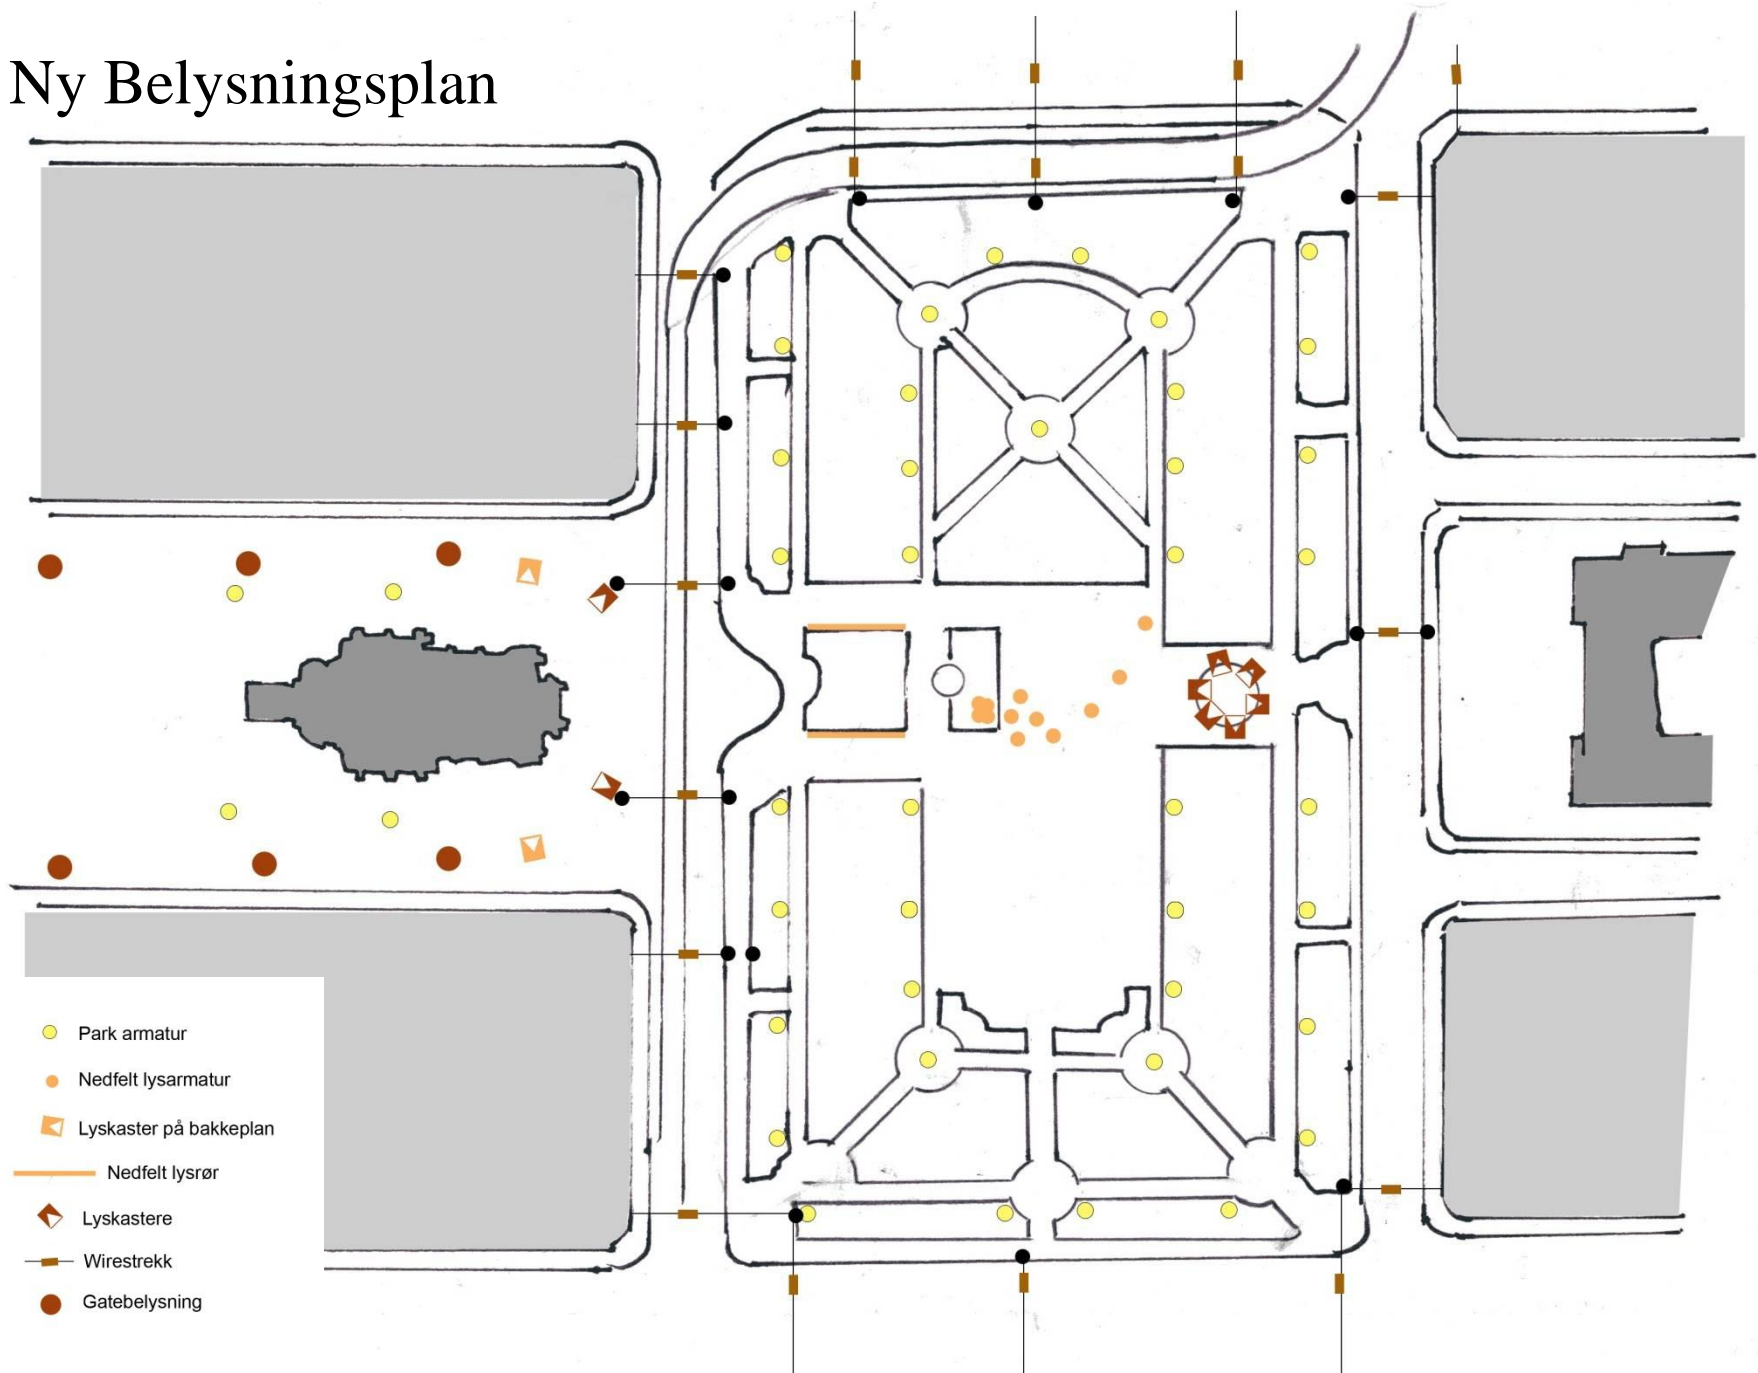 Ny Belysningsplan
Park armatur
Nedfelt lysarmatur
Lyskaster på bakkeplan
Nedfelt lysrør
Lyskastere
Wirestrekk
Gatebelysning